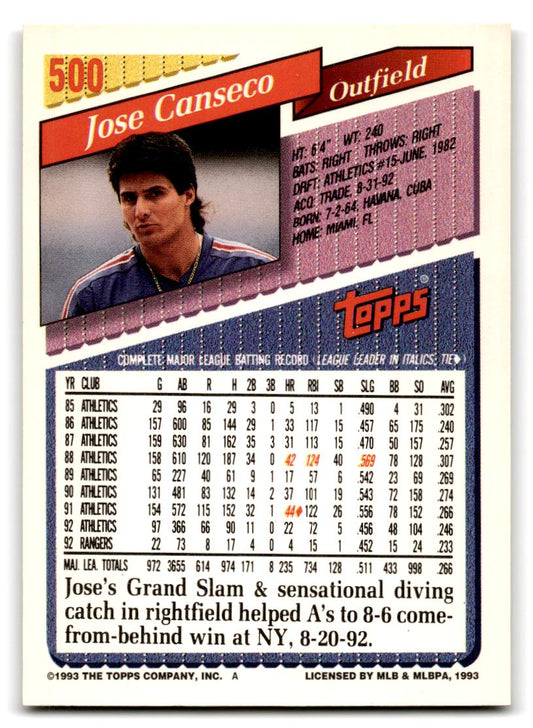 500
Jose Canseco
Outfield
HT: 6'4" WT: 240
BATS: RIGHT THROWS: RIGHT
DRFT: ATHLETICS #15-JUNE, 1982
ACQ: TRADE, 8-31-92
BORN: 7-2-64, HAVANA, CUBA
HOME: MIAMI, FL
TOPPS®
COMPLETE MAJOR LEAGUE BATTING RECORD (LEAGUE LEADER IN ITALICS, TIE♦)
YR CLUB G AB R H 2B 3B HR RBI SB SLG BB SO AVG
85 ATHLETICS 29 96 16 29 3 0 5 13 1 .490 4 31 .302
86 ATHLETICS 157 600 85 144 29 1 33 117 15 .457 65 175 .240
87 ATHLETICS 159 630 81 162 35 3 31 113 15 .470 50 157 .257
88 ATHLETICS 158 610 120 187 34 0 42 124 40 .569 78 128 .307
89 ATHLETICS 65 227 40 61 9 1 17 57 6 .542 23 69 .269
90 ATHLETICS 131 481 83 132 14 2 37 101 19 .543 72 158 .274
91 ATHLETICS 154 572 115 152 32 1 44♦ 122 26 .556 78 152 .266
92 ATHLETICS 97 366 66 90 11 0 22 72 5 .456 48 104 .246
92 RANGERS 22 73 8 17 4 0 4 15 1 .452 15 24 .233
MAJ. LEA. TOTALS 972 3655 614 974 171 8 235 734 128 .511 433 998 .266
Jose's Grand Slam & sensational diving
catch in rightfield helped A's to 8-6 come-
from-behind win at NY, 8-20-92.
©1993 THE TOPPS COMPANY, INC. A
LICENSED BY MLB & MLBPA, 1993